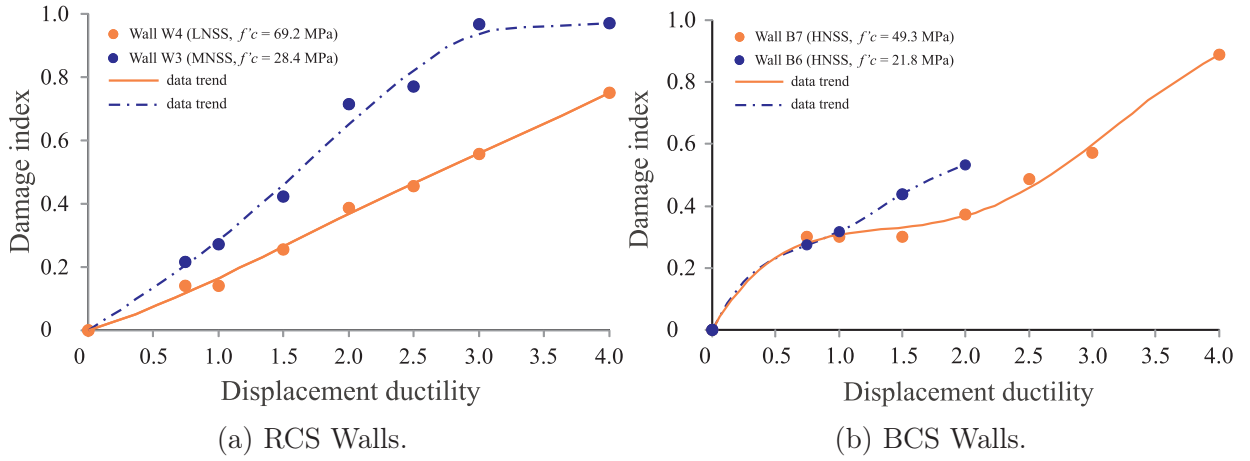 1.0
0.8
0.6
0.4
0.2
0
Damage index
Wall W4 (LNSS, f'c = 69.2 MPa)
Wall W3 (MNSS, f'c = 28.4 MPa)
data trend
data trend
0 0.5 1.0 1.5 2.0 2.5 3.0 3.5 4.0
Displacement ductility
(a) RCS Walls.
1.0
0.8
0.6
0.4
0.2
0
Damage index
Wall B7 (HNSS, f'c = 49.3 MPa)
Wall B6 (HNSS, f'c = 21.8 MPa)
data trend
data trend
0 0.5 1.0 1.5 2.0 2.5 3.0 3.5 4.0
Displacement ductility
(b) BCS Walls.